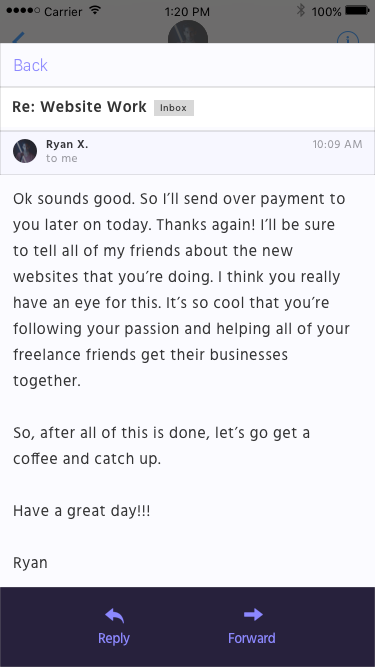 Carrier 1:20 PM 100%
Back
Re: Website Work Inbox
Ryan X. 10:09 AM
to me
Ok sounds good. So I’ll send over payment to
you later on today. Thanks again! I’ll be sure
to tell all of my friends about the new
websites that you’re doing. I think you really
have an eye for this. It’s so cool that you’re
following your passion and helping all of your
freelance friends get their businesses
together.
So, after all of this is done, let’s go get a
coffee and catch up.
Have a great day!!!
Ryan
Reply Forward